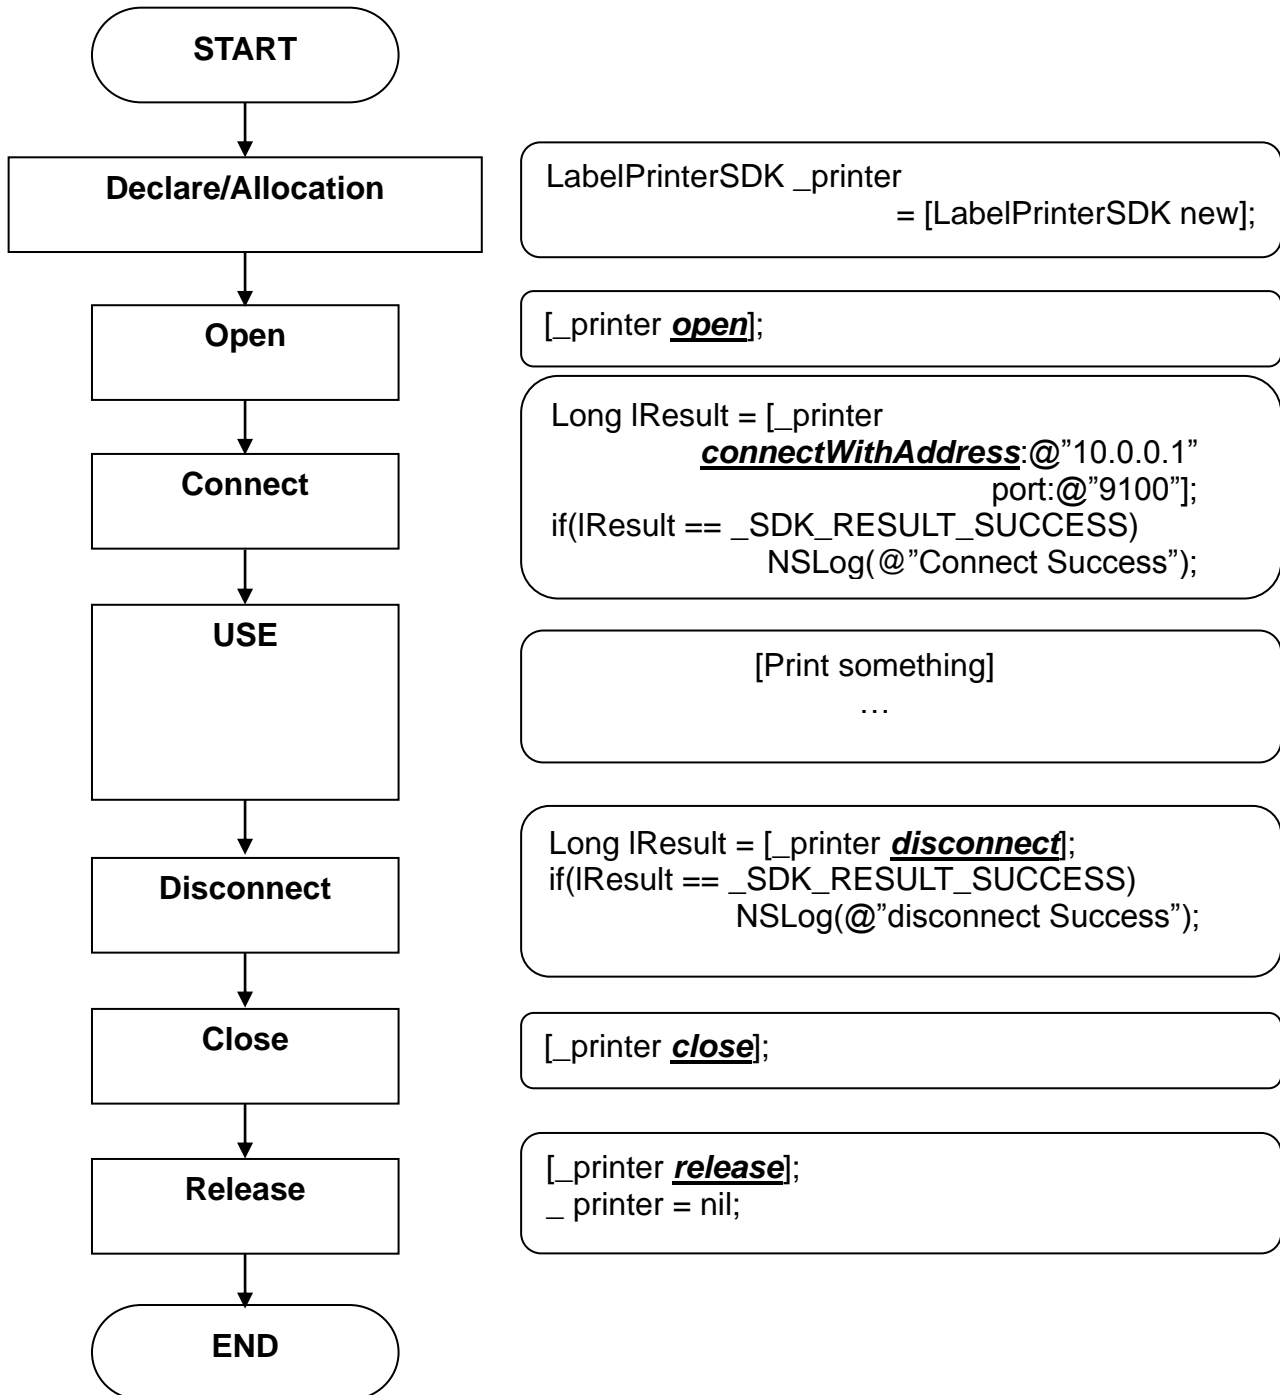 START
Declare/Allocation
LabelPrinterSDK _printer
= [LabelPrinterSDK new];
Open
[_printer open];
Connect
Long lResult = [_printer
connectWithAddress:@”10.0.0.1”
port:@”9100”];
if(lResult == _SDK_RESULT_SUCCESS)
NSLog(@”Connect Success”);
USE
[Print something]
…
Disconnect
Long lResult = [_printer disconnect];
if(lResult == _SDK_RESULT_SUCCESS)
NSLog(@”disconnect Success”);
Close
[_printer close];
Release
[_printer release];
_ printer = nil;
END